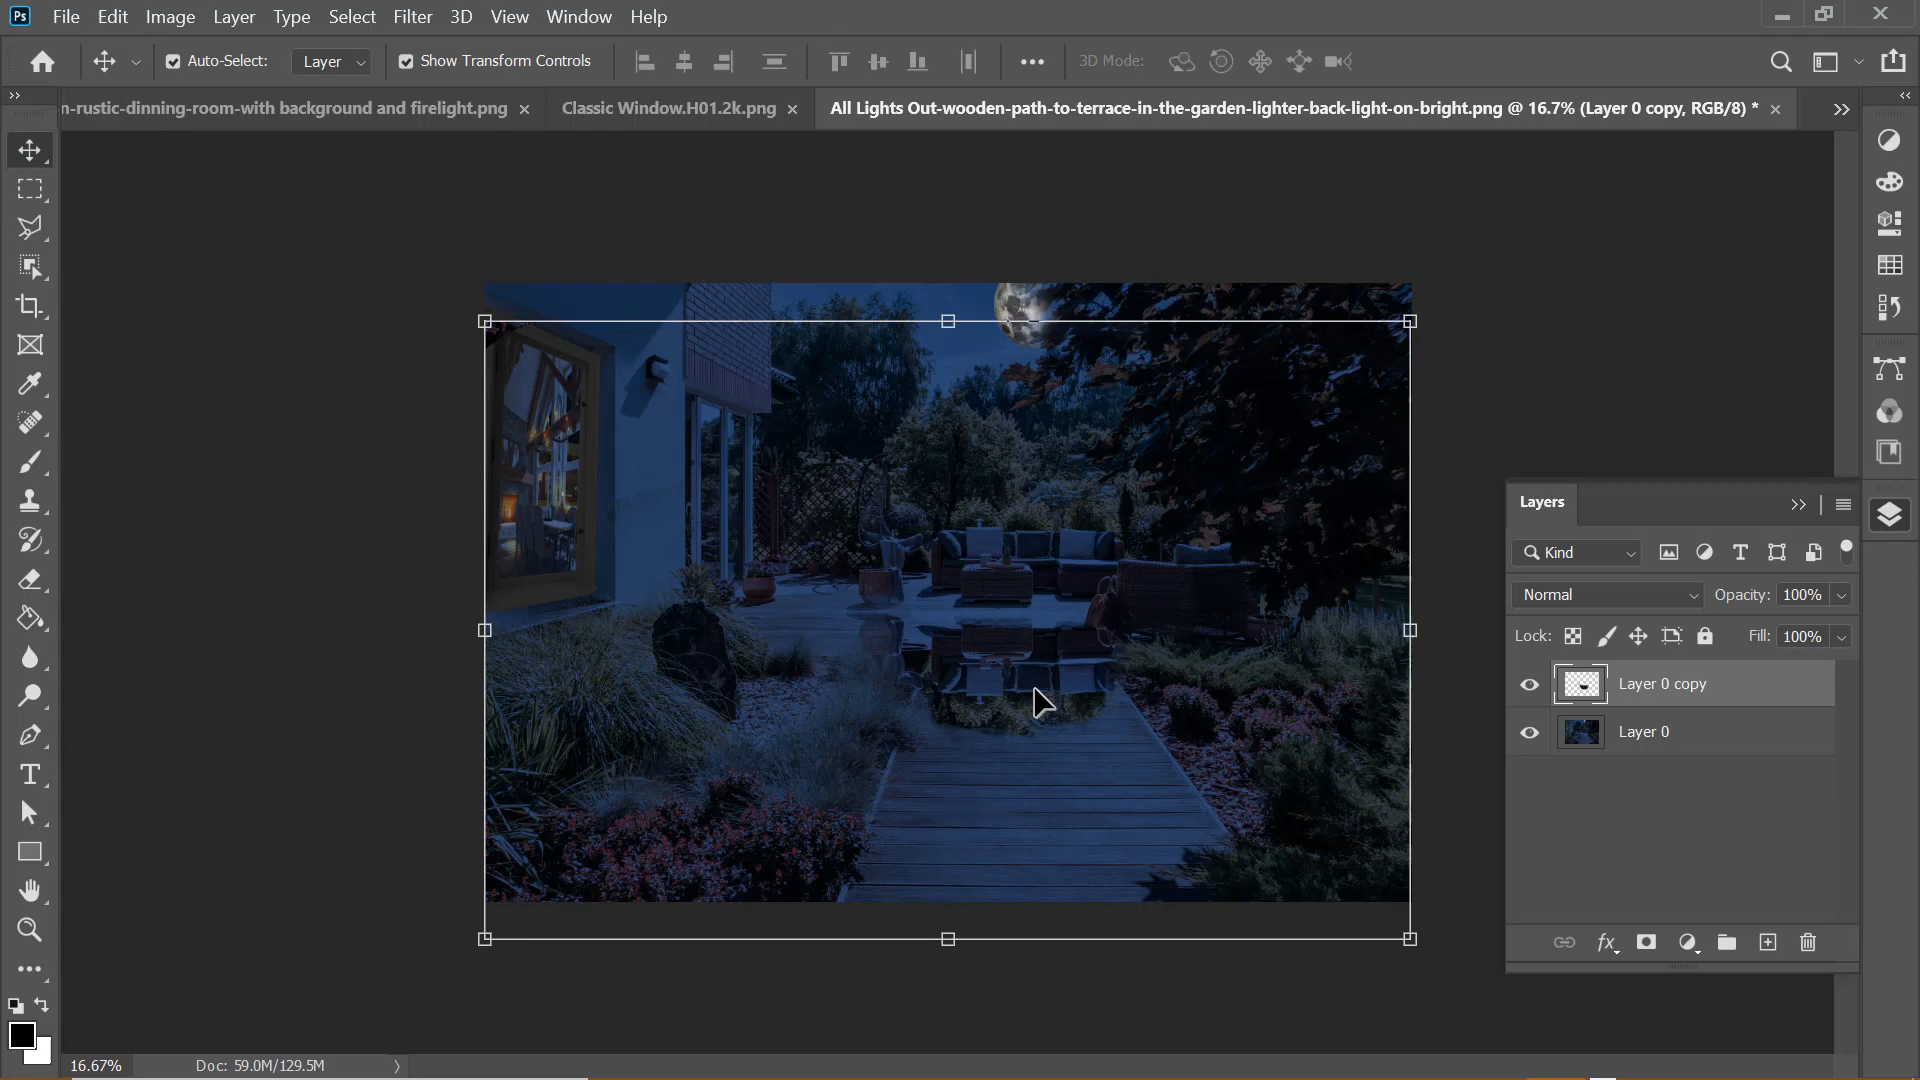 Ps File Edit Image Layer Type Select Filter 3D View Window Help
Auto-Select: Layer Show Transform Controls 3D Mode:
n-rustic-dinning-room-with background and firelight.png Classic Window.H01.2k.png All Lights Out-wooden-path-to-terrace-in-the-garden-lighter-back-light-on-bright.png @ 16.7% (Layer 0 copy, RGB/8) *
Layers
Kind
Normal Opacity: 100%
Lock: Fill: 100%
Layer 0 copy
Layer 0
fx
16.67% Doc: 59.0M/129.5M